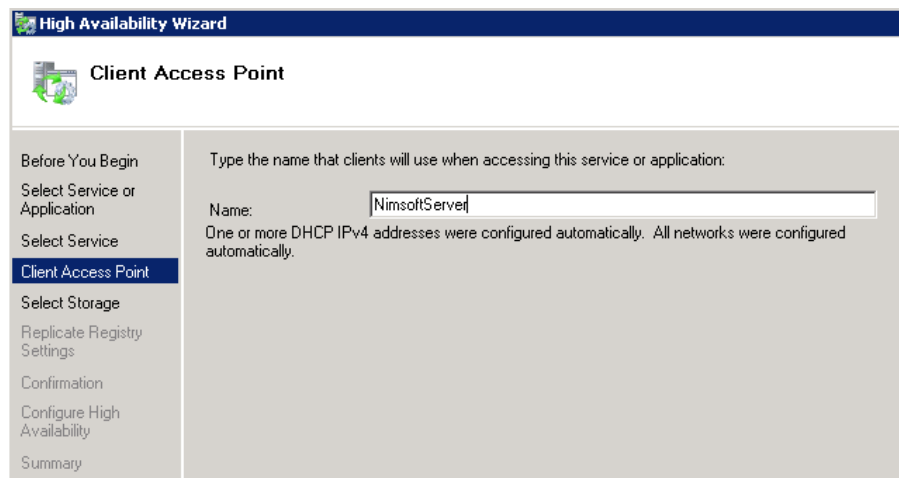 High Availability Wizard
Client Access Point
Before You Begin
Select Service or
Application
Select Service
Client Access Point
Select Storage
Replicate Registry
Settings
Confirmation
Configure High
Availability
Summary
Type the name that clients will use when accessing this service or application:
Name: NimsoftServer
One or more DHCP IPv4 addresses were configured automatically. All networks were configured
automatically.